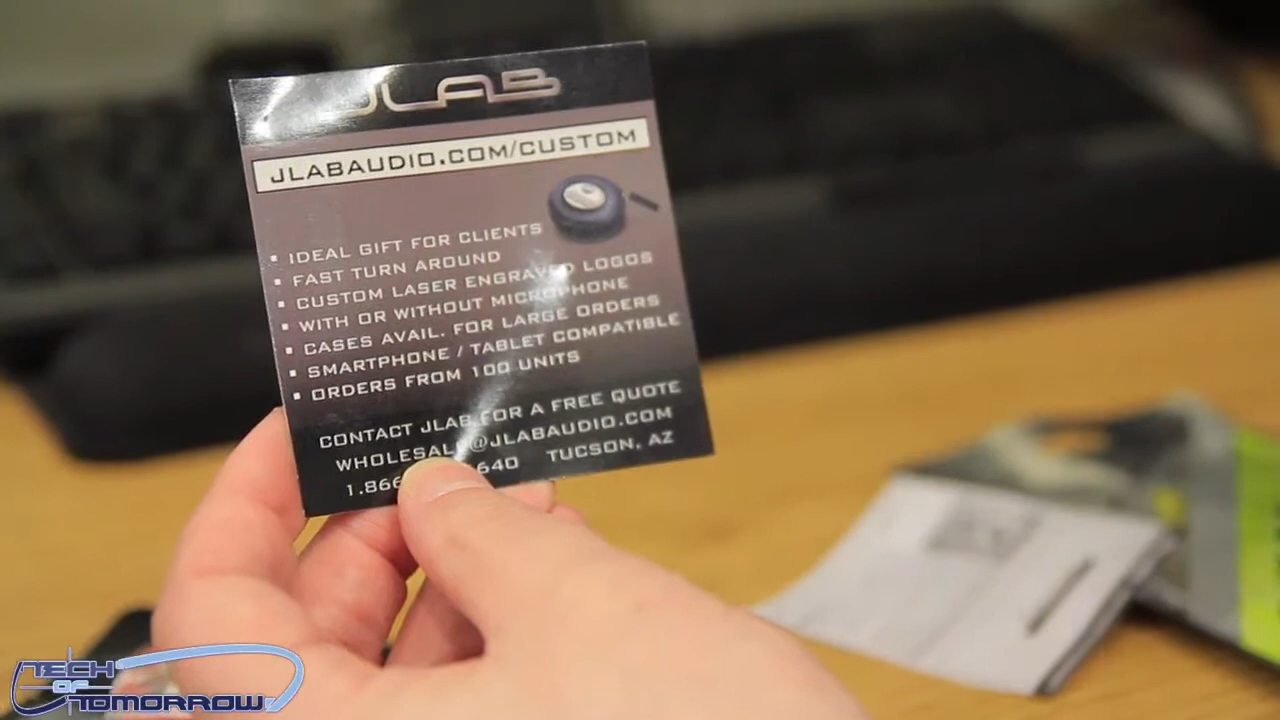 JLAB
JLABAUDIO.COM/CUSTOM
▪ IDEAL GIFT FOR CLIENTS
▪ FAST TURN AROUND
▪ CUSTOM LASER ENGRAVED LOGOS
▪ WITH OR WITHOUT MICROPHONE
▪ CASES AVAIL. FOR LARGE ORDERS
▪ SMARTPHONE / TABLET COMPATIBLE
▪ ORDERS FROM 100 UNITS
CONTACT JLAB FOR A FREE QUOTE
WHOLESALE@JLABAUDIO.COM
1.866 640 TUCSON, AZ
TECH
OF
TOMORROW